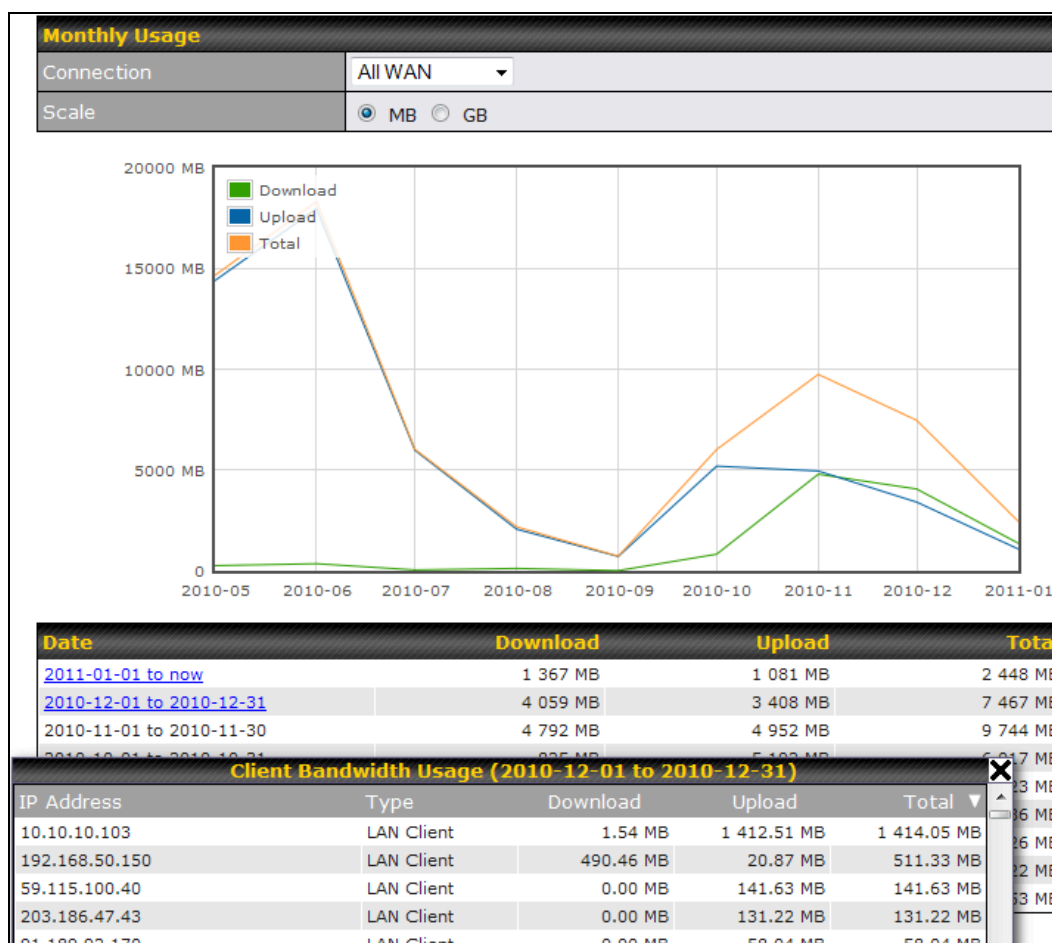 Monthly Usage
Connection All WAN
Scale MB GB
20000 MB
Download
Upload
Total
15000 MB
10000 MB
5000 MB
0
2010-05 2010-06 2010-07 2010-08 2010-09 2010-10 2010-11 2010-12 2011-01
Date Download Upload Tota
2011-01-01 to now 1 367 MB 1 081 MB 2 448 MB
2010-12-01 to 2010-12-31 4 059 MB 3 408 MB 7 467 MB
2010-11-01 to 2010-11-30 4 792 MB 4 952 MB 9 744 MB
Client Bandwidth Usage (2010-12-01 to 2010-12-31)
IP Address Type Download Upload Total
10.10.10.103 LAN Client 1.54 MB 1 412.51 MB 1 414.05 MB
192.168.50.150 LAN Client 490.46 MB 20.87 MB 511.33 MB
59.115.100.40 LAN Client 0.00 MB 141.63 MB 141.63 MB
203.186.47.43 LAN Client 0.00 MB 131.22 MB 131.22 MB